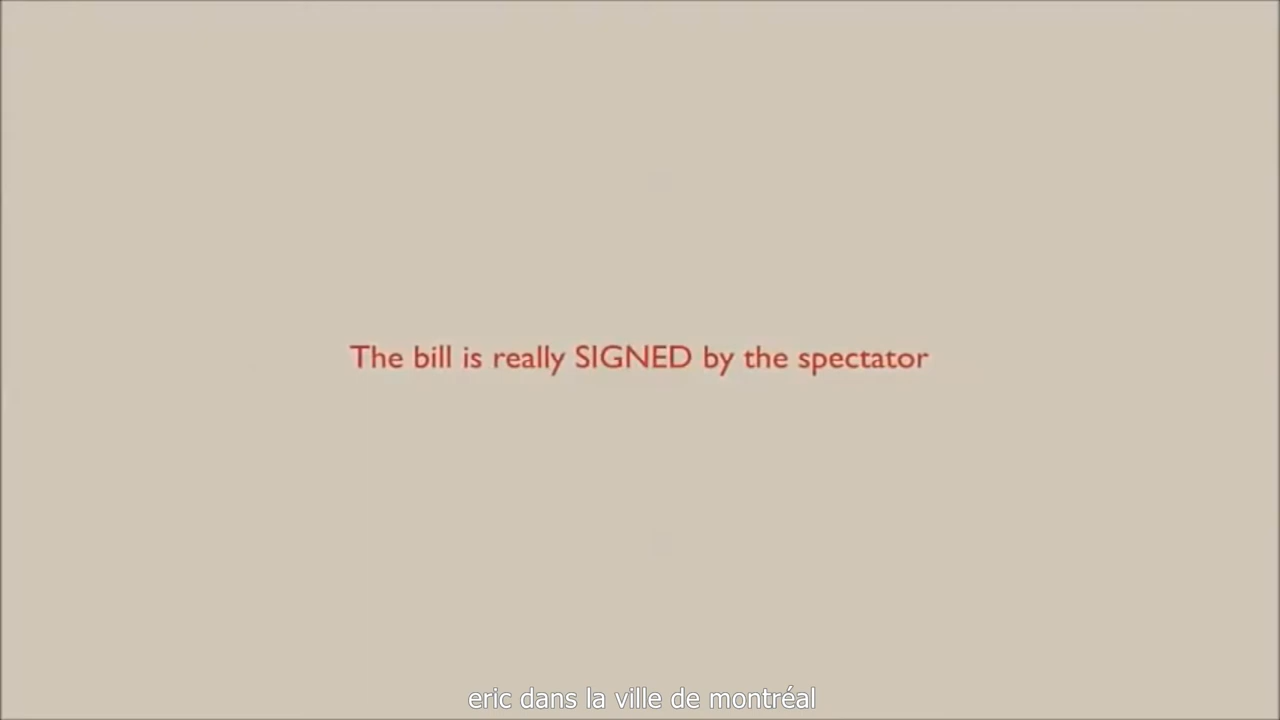 The bill is really SIGNED by the spectator
eric dans la ville de montréal